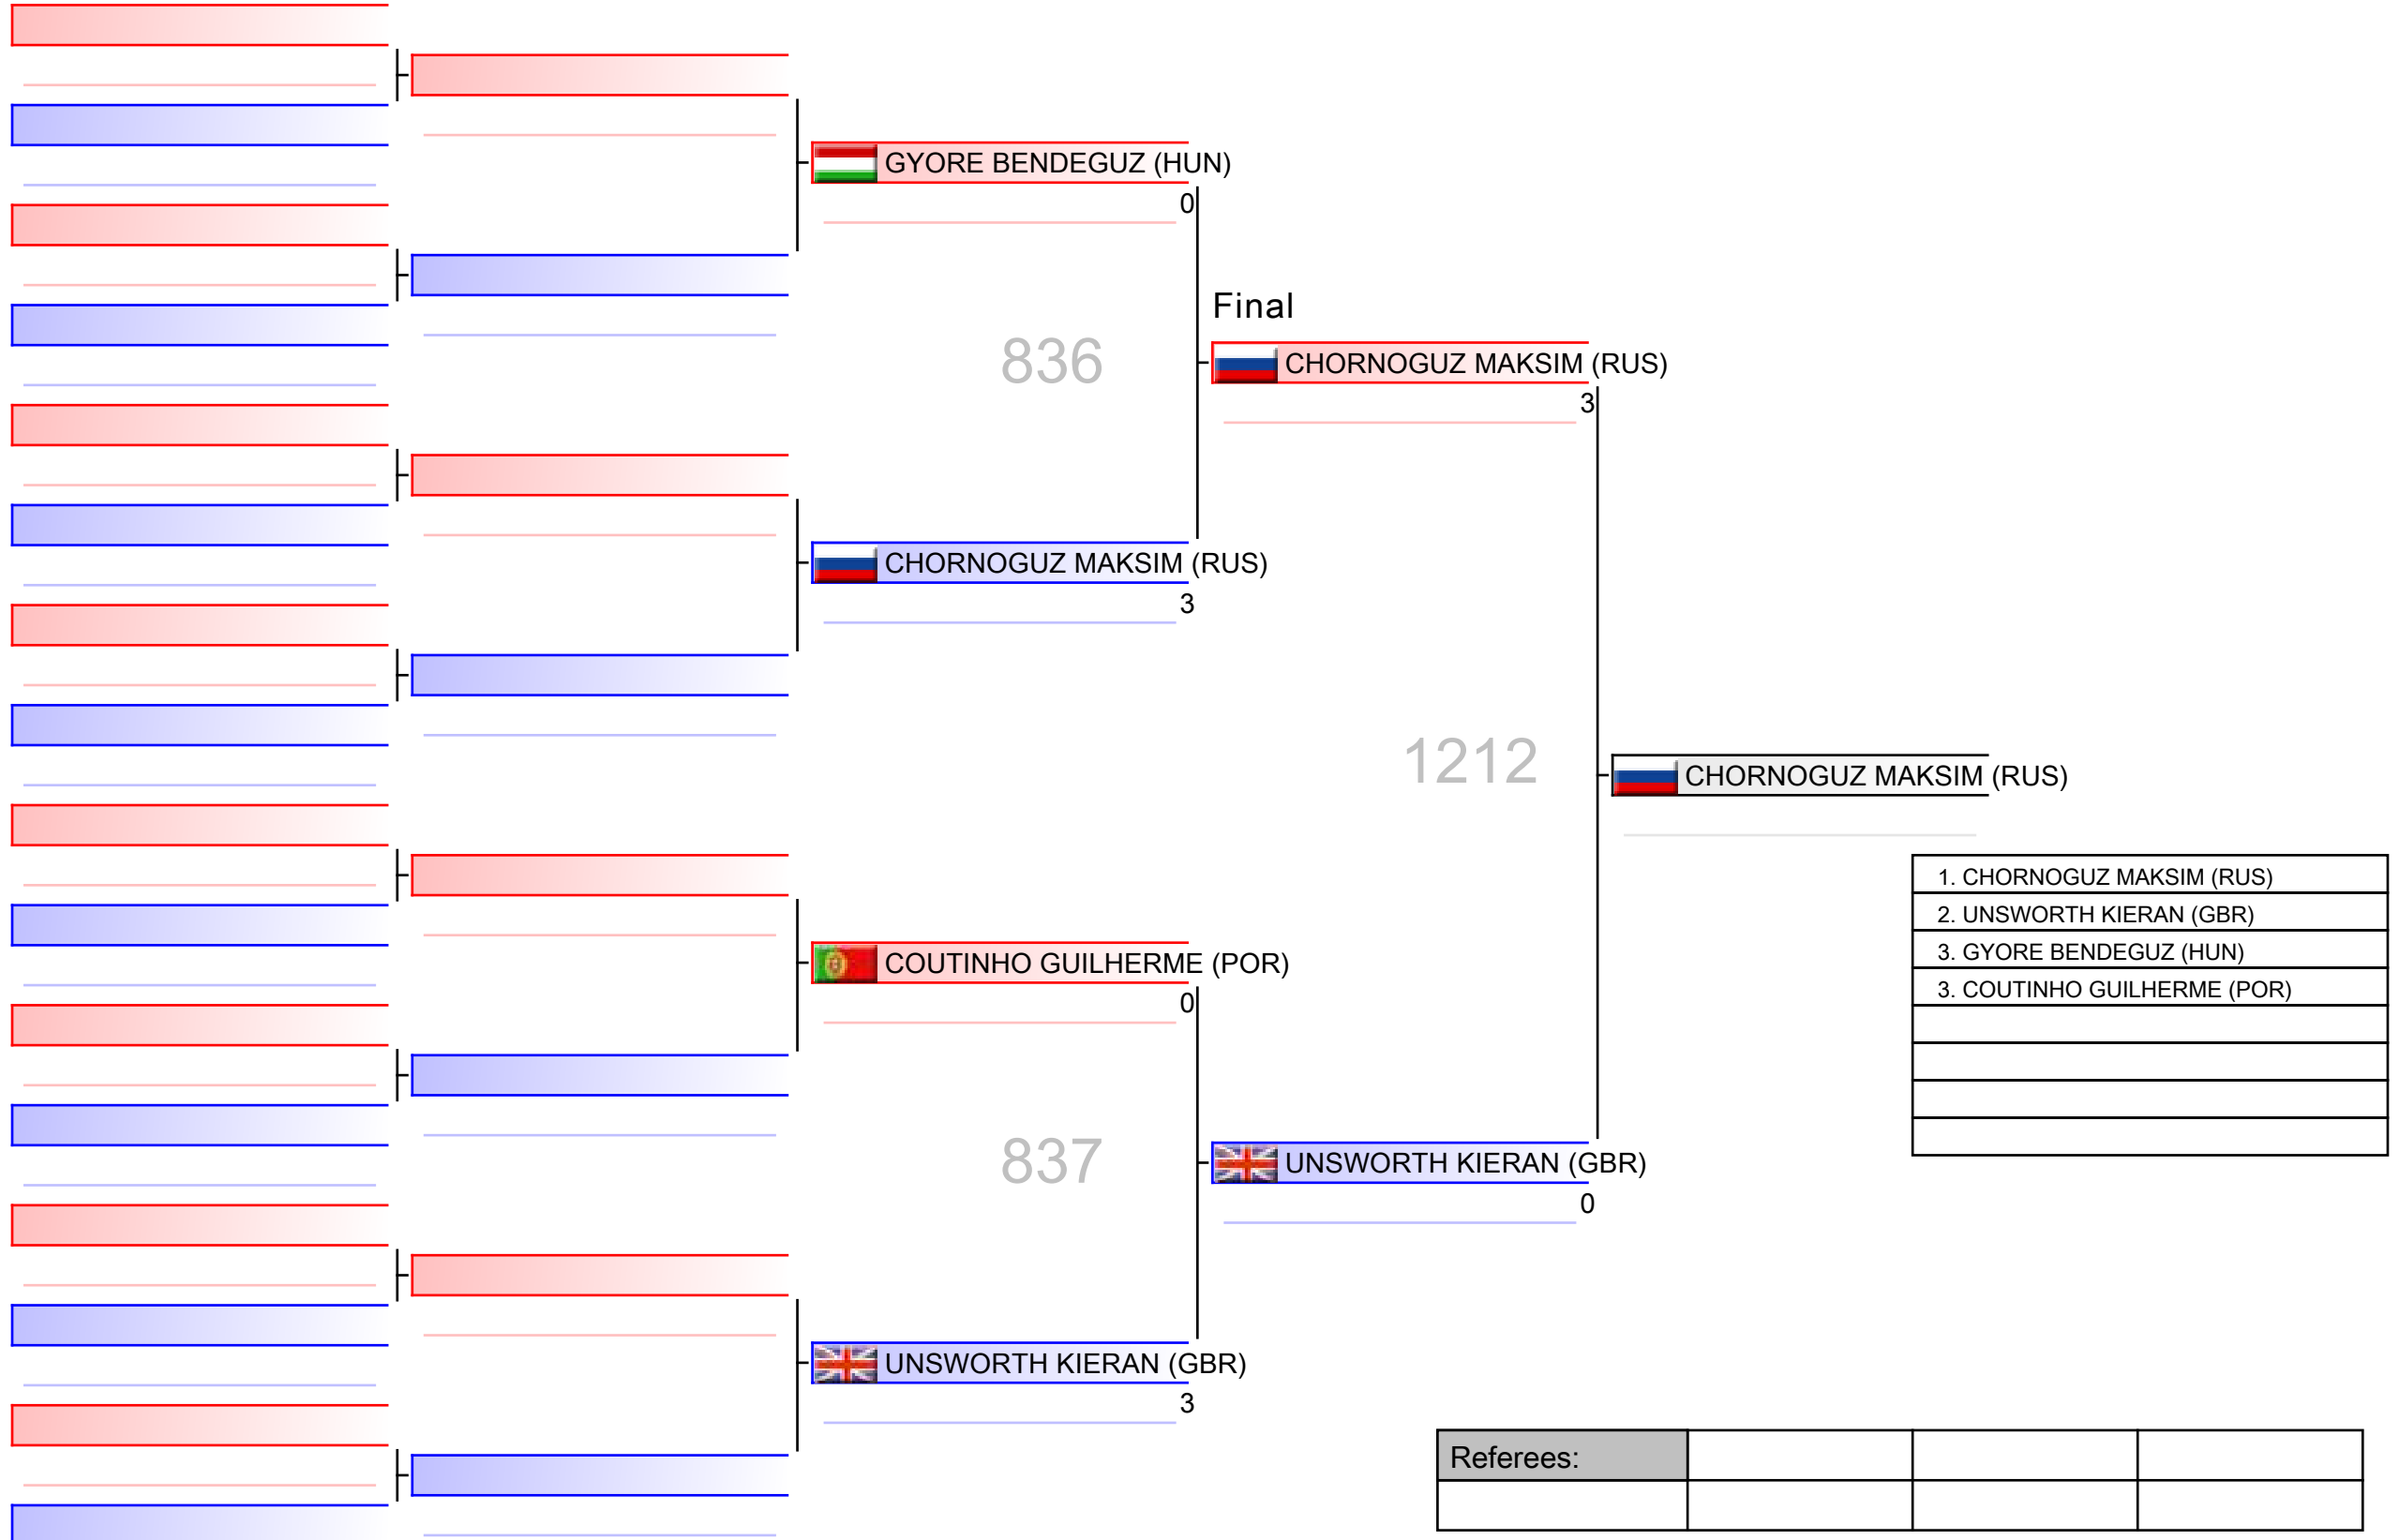 GYORE BENDEGUZ (HUN)
0
Final
836
CHORNOGUZ MAKSIM (RUS)
3
CHORNOGUZ MAKSIM (RUS)
3
1212
CHORNOGUZ MAKSIM (RUS)
1. CHORNOGUZ MAKSIM (RUS)
2. UNSWORTH KIERAN (GBR)
3. GYORE BENDEGUZ (HUN)
3. COUTINHO GUILHERME (POR)
COUTINHO GUILHERME (POR)
0
837
UNSWORTH KIERAN (GBR)
0
UNSWORTH KIERAN (GBR)
3
Referees: